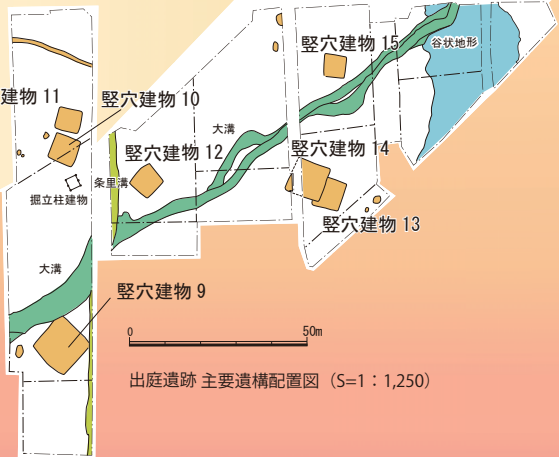 竪穴建物 15
谷状地形
建物 11
竪穴建物 10
大溝
竪穴建物 12
竪穴建物 14
条里溝
掘立柱建物
竪穴建物 13
大溝
竪穴建物 9
0 50m
出庭遺跡 主要遺構配置図（S=1：1,250）